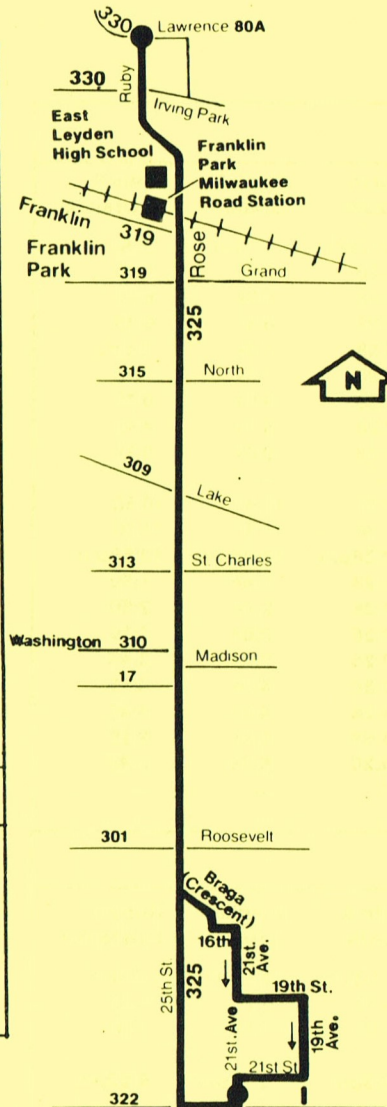 330
Lawrence 80A
330
Ruby
Irving Park
East
Leyden
High School
Franklin
Park
Milwaukee
Road Station
Franklin
319
Franklin
Park
Rose
319
Grand
325
315
North
N
309
Lake
313
St Charles
Washington
310
Madison
17
301
Roosevelt
Braga
(Crescent)
16th
21st.
Ave.
25th St
325
19th St.
21st.Ave
19th
Ave.
21st St
322